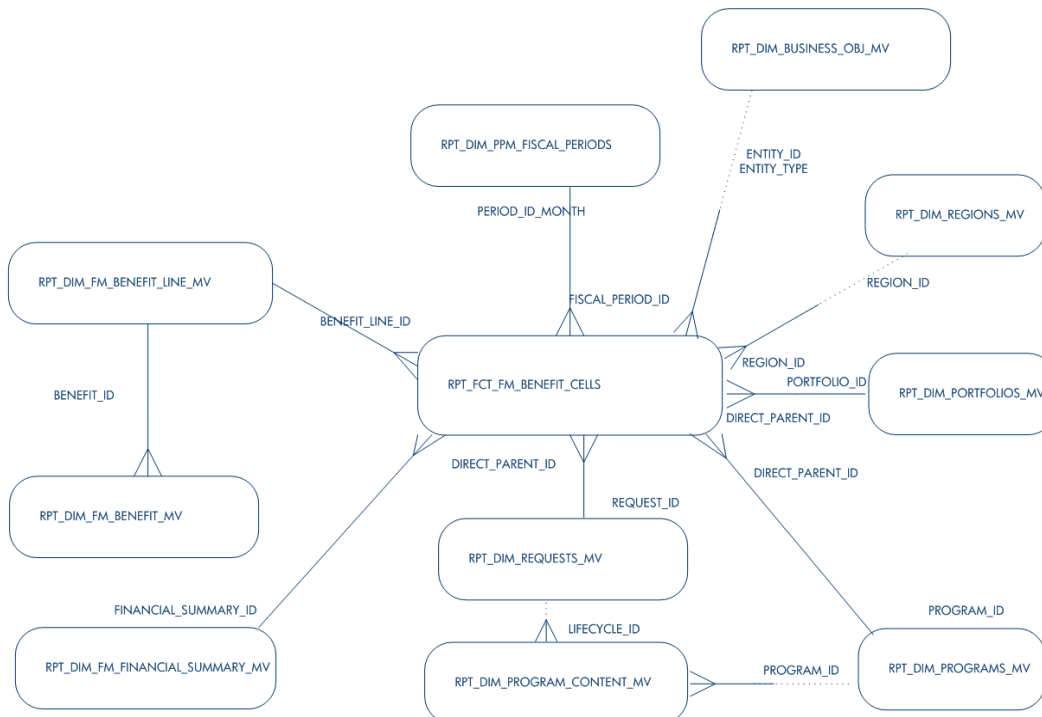 RPT_DIM_BUSINESS_OBJ_MV
RPT_DIM_PPM_FISCAL_PERIODS
ENTITY_ID
ENTITY_TYPE
PERIOD_ID_MONTH
RPT_DIM_REGIONS_MV
RPT_DIM_FM_BENEFIT_LINE_MV
REGION_ID
FISCAL_PERIOD_ID
BENEFIT_LINE_ID
REGION_ID
RPT_FCT_FM_BENEFIT_CELLS
PORTFOLIO_ID
RPT_DIM_PORTFOLIOS_MV
BENEFIT_ID
DIRECT_PARENT_ID
DIRECT_PARENT_ID
DIRECT_PARENT_ID
REQUEST_ID
RPT_DIM_FM_BENEFIT_MV
RPT_DIM_REQUESTS_MV
FINANCIAL_SUMMARY_ID
PROGRAM_ID
LIFECYCLE_ID
RPT_DIM_FM_FINANCIAL_SUMMARY_MV
PROGRAM_ID
RPT_DIM_PROGRAMS_MV
RPT_DIM_PROGRAM_CONTENT_MV